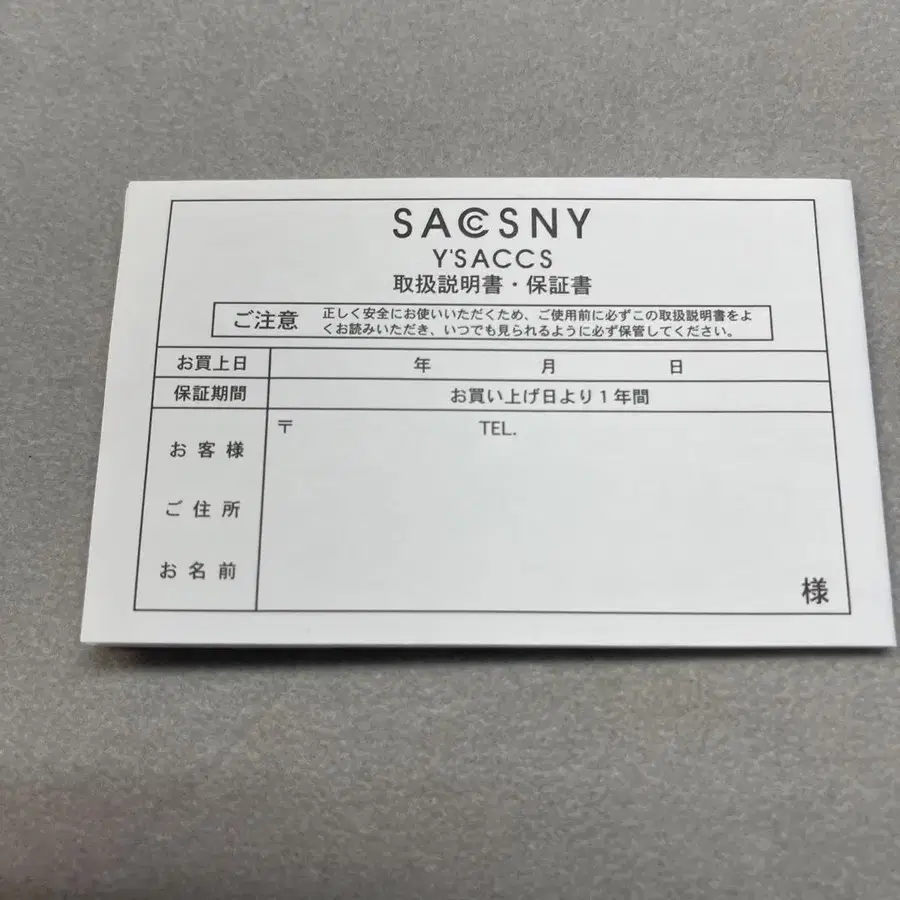 SACCSNY
Y'SACCS
取扱説明書・保証書
ご注意 正しく安全にお使いいただくため、ご使用前に必ずこの取扱説明書をよ
くお読みいただき、いつでも見られるように必ず保管してください。
お買上日 年 月 日
保証期間 お買い上げ日より1年間
〒 TEL.
お客様
ご住所
お名前
様